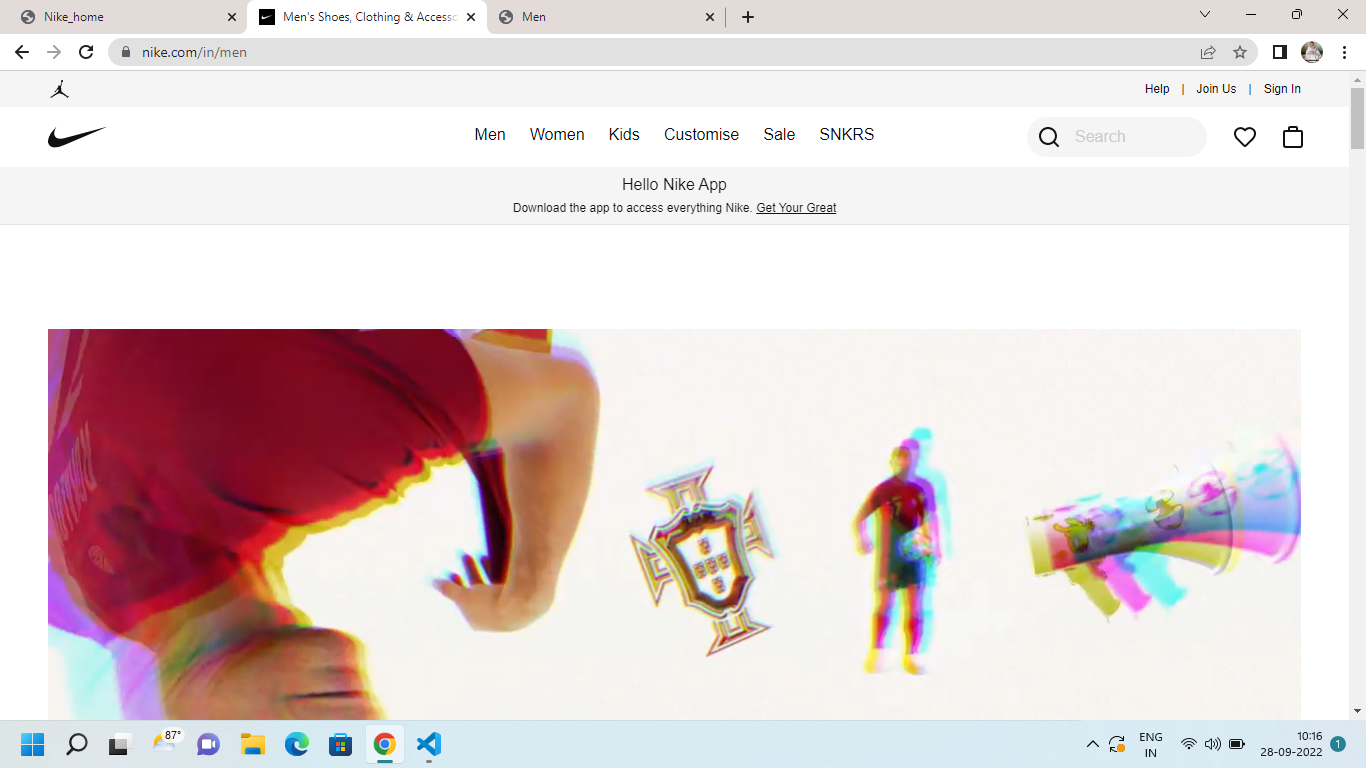 Nike_home
Men's Shoes, Clothing & Accesso
Men
nike.com/in/men
Help | Join Us | Sign In
Men Women Kids Customise Sale SNKRS
Search
Hello Nike App
Download the app to access everything Nike. Get Your Great
87°
ENG
IN
10:16
28-09-2022
1